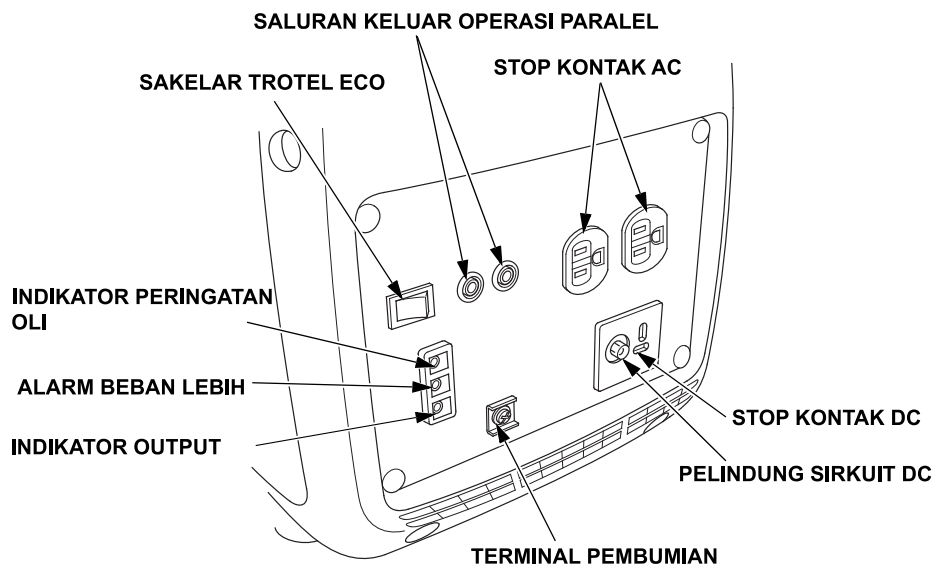 SALURAN KELUAR OPERASI PARALEL
STOP KONTAK AC
SAKELAR TROTEL ECO
INDIKATOR PERINGATAN
OLI
ALARM BEBAN LEBIH
INDIKATOR OUTPUT
STOP KONTAK DC
PELINDUNG SIRKUIT DC
TERMINAL PEMBUMIAN